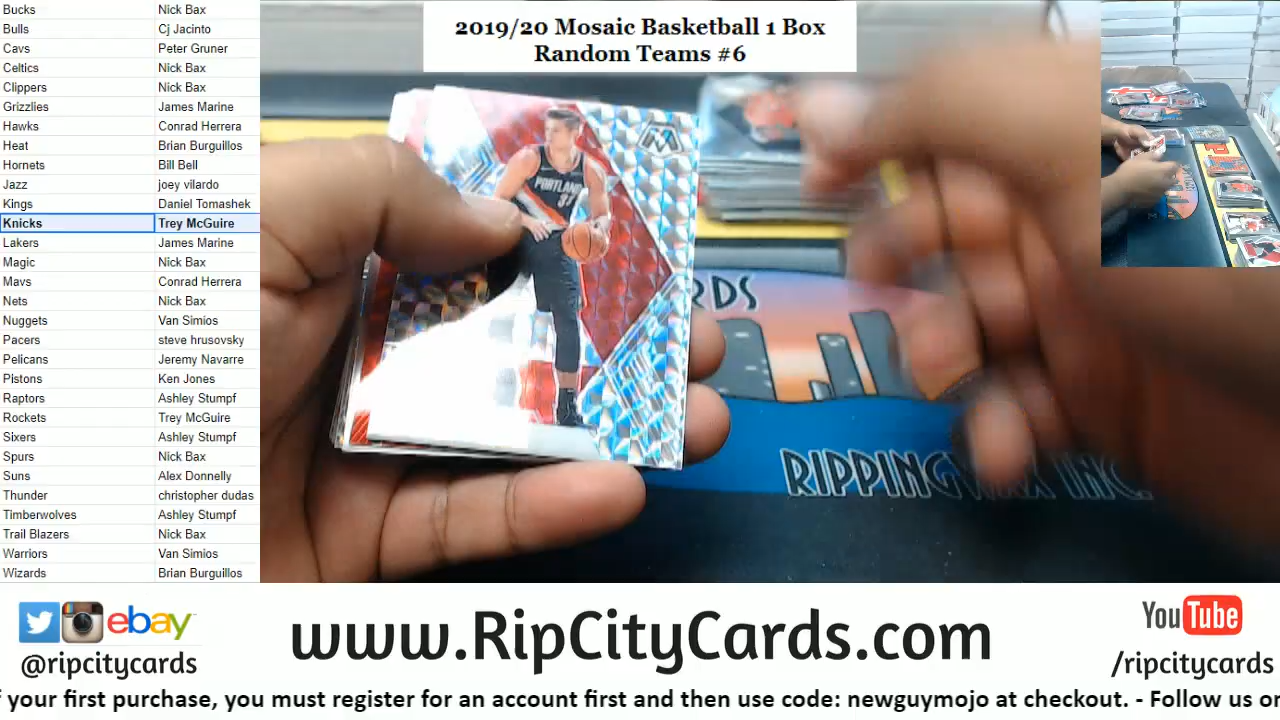 Bucks Nick Bax
Bulls Cj Jacinto
Cavs Peter Gruner
Celtics Nick Bax
Clippers Nick Bax
Grizzlies James Marine
Hawks Conrad Herrera
Heat Brian Burguillos
Hornets Bill Bell
Jazz joey vilardo
Kings Daniel Tomashek
Knicks Trey McGuire
Lakers James Marine
Magic Nick Bax
Mavs Conrad Herrera
Nets Nick Bax
Nuggets Van Simios
Pacers steve hrusovsky
Pelicans Jeremy Navarre
Pistons Ken Jones
Raptors Ashley Stumpf
Rockets Trey McGuire
Sixers Ashley Stumpf
Spurs Nick Bax
Suns Alex Donnelly
Thunder christopher dudas
Timberwolves Ashley Stumpf
Trail Blazers Nick Bax
Warriors Van Simios
Wizards Brian Burguillos
2019/20 Mosaic Basketball 1 Box
Random Teams #6
M
PORTLAND
RDS
RIPPINGWAX INC.
ebay
@ripcitycards
www.RipCityCards.com
YouTube
/ripcitycards
f your first purchase, you must register for an account first and then use code: newguymojo at checkout. - Follow us on